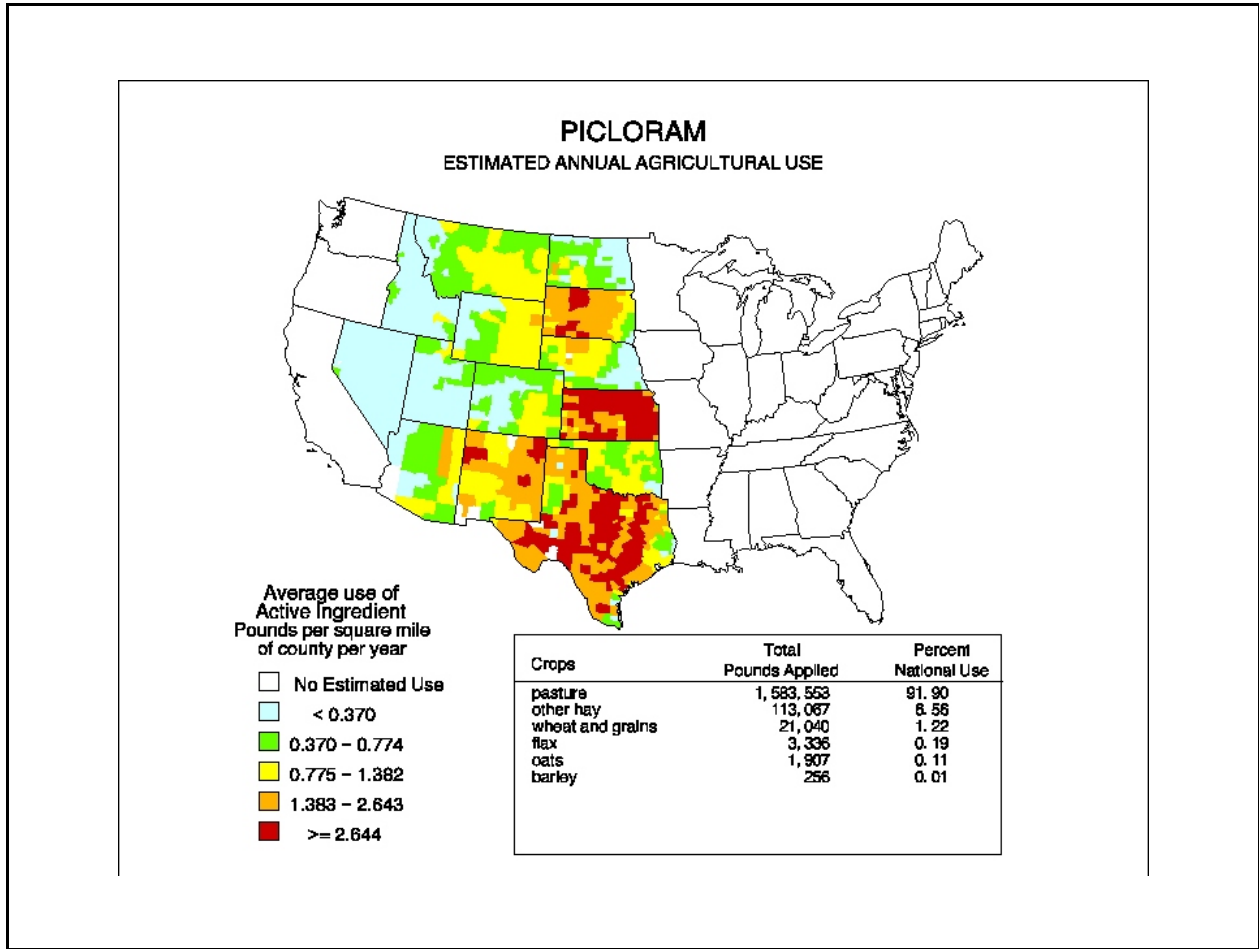 PICLORAM
ESTIMATED ANNUAL AGRICULTURAL USE
Average use of
Active Ingredient
Pounds per square mile
of county per year
No Estimated Use
< 0.370
0.370 – 0.774
0.775 – 1.382
1.383 – 2.643
>= 2.644
Crops Total Pounds Applied Percent National Use
pasture 1,583,553 91.90
other hay 113,067 6.56
wheat and grains 21,040 1.22
flax 3,336 0.19
oats 1,907 0.11
barley 256 0.01